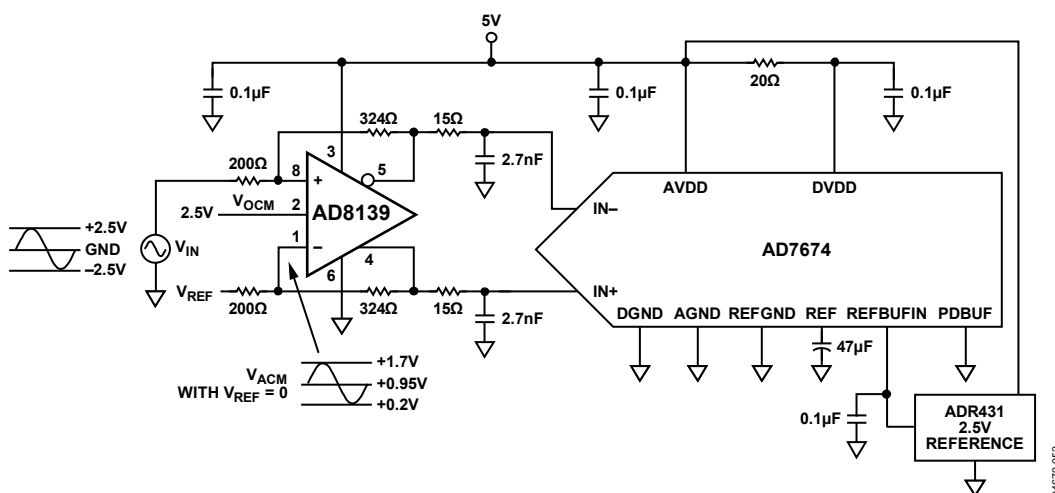 5V
0.1µF
0.1µF
20Ω
0.1µF
324Ω
15Ω
2.7nF
200Ω
3
5
8
+
AVDD
DVDD
IN–
VOCM
2.5V
2
AD8139
+2.5V
GND
–2.5V
VIN
1
–
4
AD7674
6
IN+
VREF
200Ω
324Ω
15Ω
2.7nF
DGND
AGND
REFGND
REF
REFBUFIN
PDBUF
47µF
VACM
WITH VREF = 0
+1.7V
+0.95V
+0.2V
0.1µF
ADR431
2.5V
REFERENCE